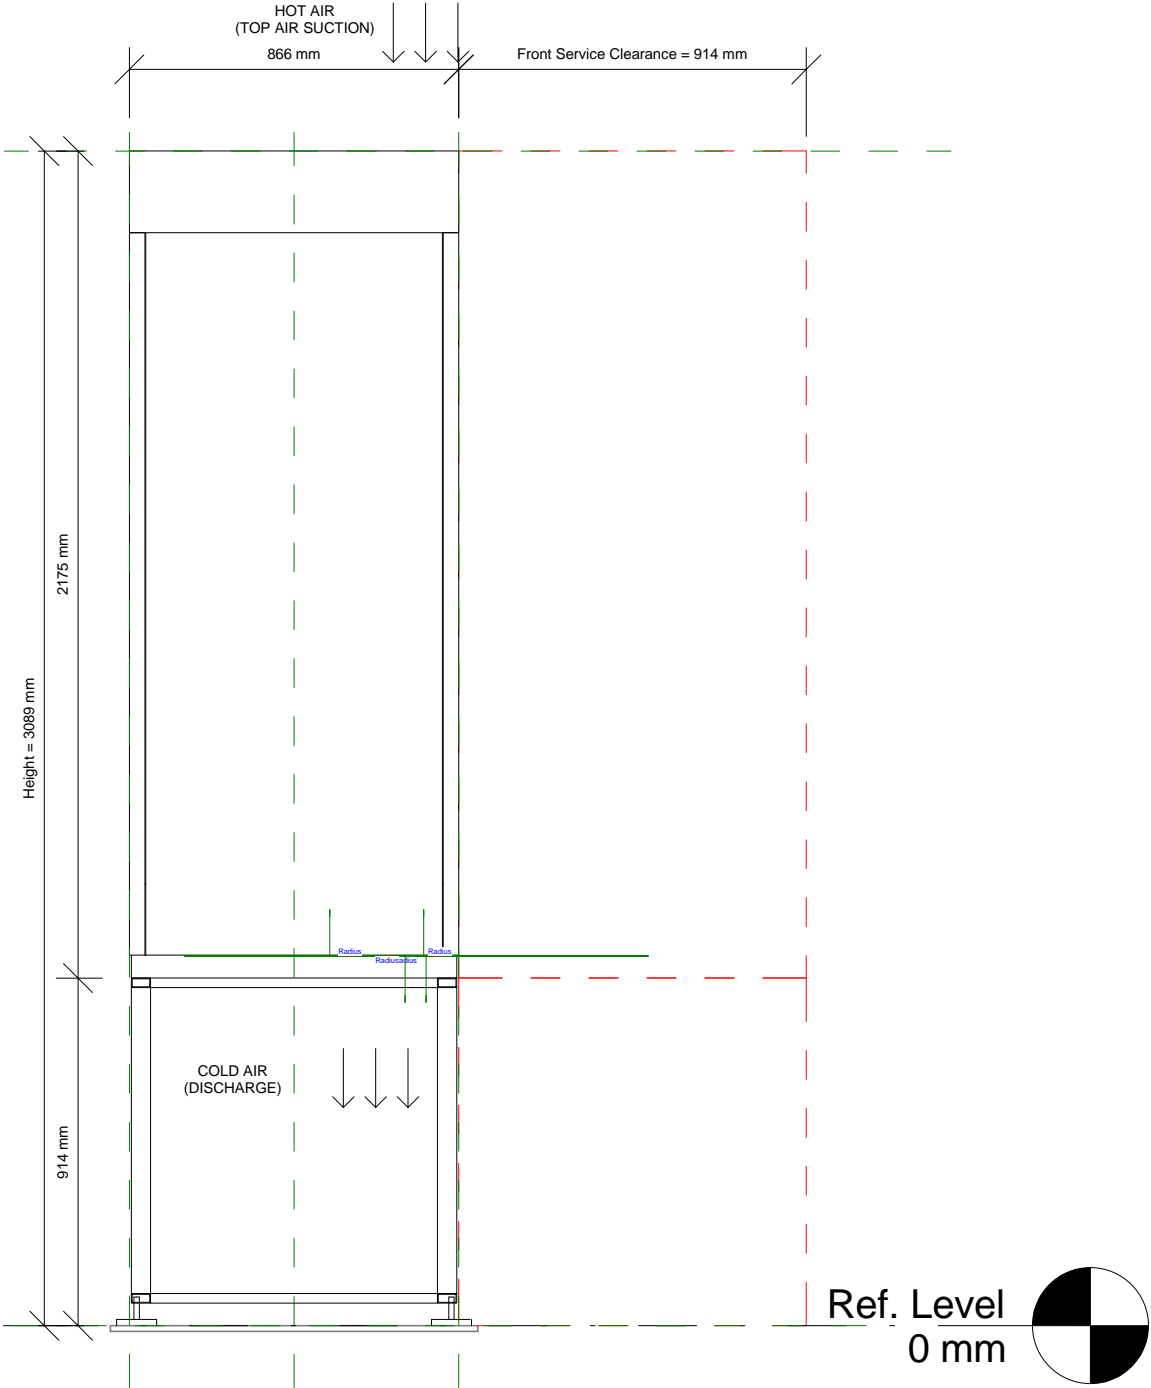 HOT AIR
(TOP AIR SUCTION)
866 mm
Front Service Clearance = 914 mm
2175 mm
Height = 3089 mm
Radius
Radius
Radiusadius
COLD AIR
(DISCHARGE)
914 mm
Ref. Level
0 mm